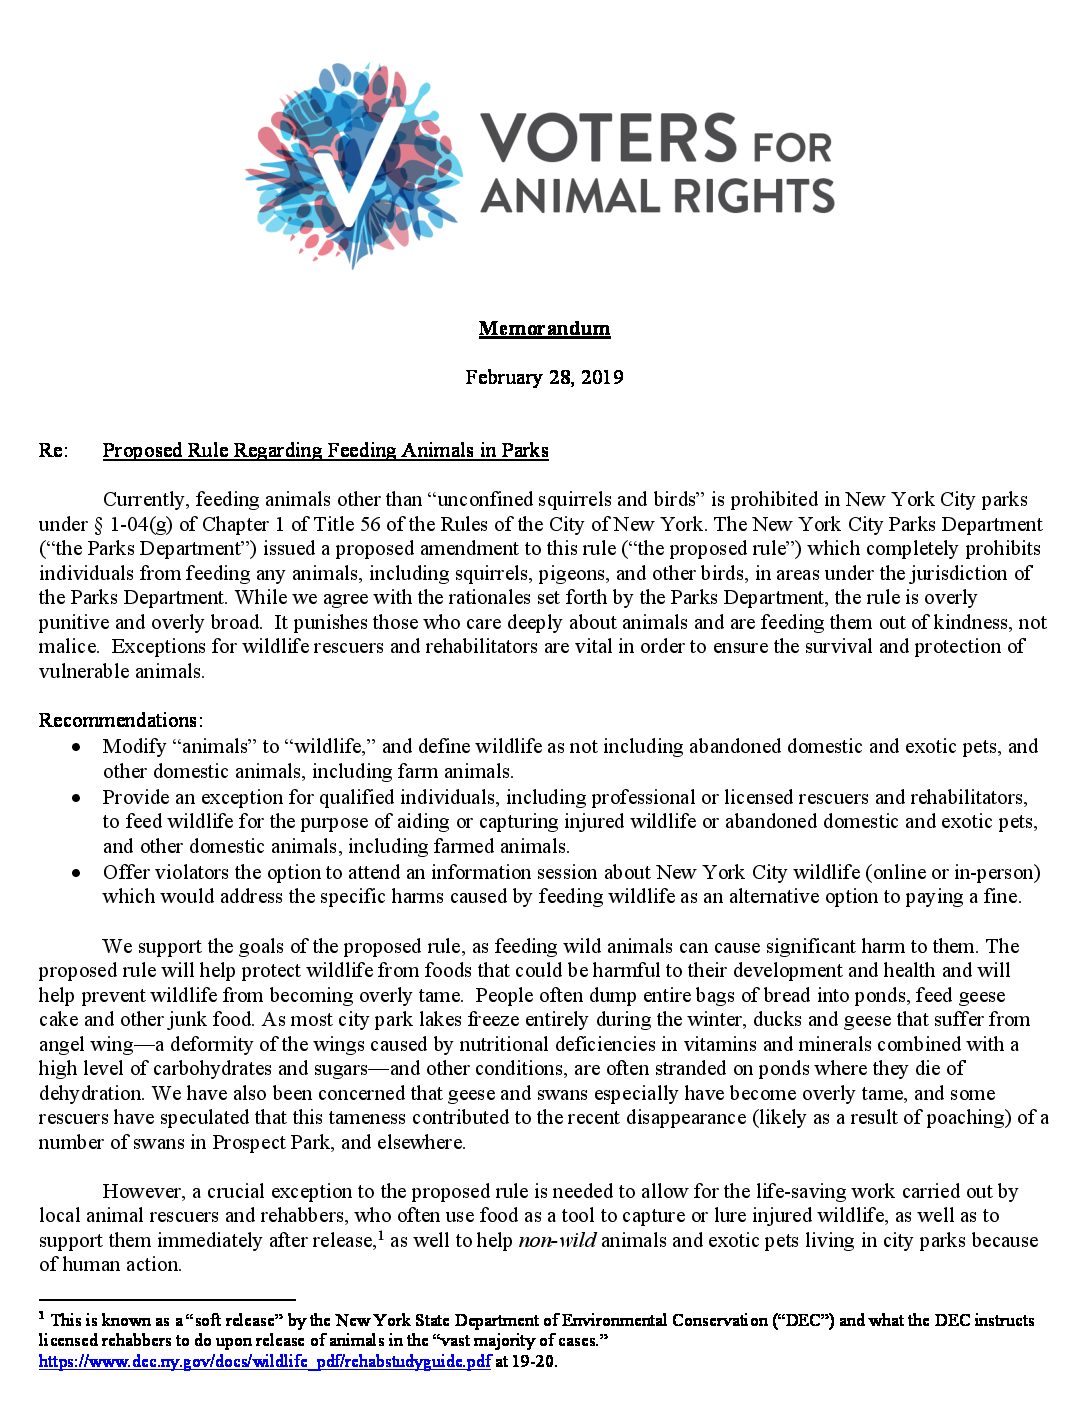 VOTERS FOR
ANIMAL RIGHTS
Memorandum
February 28, 2019
Re: Proposed Rule Regarding Feeding Animals in Parks
Currently, feeding animals other than “unconfined squirrels and birds” is prohibited in New York City parks
under § 1-04(g) of Chapter 1 of Title 56 of the Rules of the City of New York. The New York City Parks Department
(“the Parks Department”) issued a proposed amendment to this rule (“the proposed rule”) which completely prohibits
individuals from feeding any animals, including squirrels, pigeons, and other birds, in areas under the jurisdiction of
the Parks Department. While we agree with the rationales set forth by the Parks Department, the rule is overly
punitive and overly broad. It punishes those who care deeply about animals and are feeding them out of kindness, not
malice. Exceptions for wildlife rescuers and rehabilitators are vital in order to ensure the survival and protection of
vulnerable animals.
Recommendations:
• Modify “animals” to “wildlife,” and define wildlife as not including abandoned domestic and exotic pets, and
other domestic animals, including farm animals.
• Provide an exception for qualified individuals, including professional or licensed rescuers and rehabilitators,
to feed wildlife for the purpose of aiding or capturing injured wildlife or abandoned domestic and exotic pets,
and other domestic animals, including farmed animals.
• Offer violators the option to attend an information session about New York City wildlife (online or in-person)
which would address the specific harms caused by feeding wildlife as an alternative option to paying a fine.
We support the goals of the proposed rule, as feeding wild animals can cause significant harm to them. The
proposed rule will help protect wildlife from foods that could be harmful to their development and health and will
help prevent wildlife from becoming overly tame. People often dump entire bags of bread into ponds, feed geese
cake and other junk food. As most city park lakes freeze entirely during the winter, ducks and geese that suffer from
angel wing—a deformity of the wings caused by nutritional deficiencies in vitamins and minerals combined with a
high level of carbohydrates and sugars—and other conditions, are often stranded on ponds where they die of
dehydration. We have also been concerned that geese and swans especially have become overly tame, and some
rescuers have speculated that this tameness contributed to the recent disappearance (likely as a result of poaching) of a
number of swans in Prospect Park, and elsewhere.
However, a crucial exception to the proposed rule is needed to allow for the life-saving work carried out by
local animal rescuers and rehabbers, who often use food as a tool to capture or lure injured wildlife, as well as to
support them immediately after release,1 as well to help non-wild animals and exotic pets living in city parks because
of human action.
1 This is known as a “soft release” by the New York State Department of Environmental Conservation (“DEC”) and what the DEC instructs
licensed rehabbers to do upon release of animals in the “vast majority of cases.”
https://www.dec.ny.gov/docs/wildlife_pdf/rehabstudyguide.pdf at 19-20.